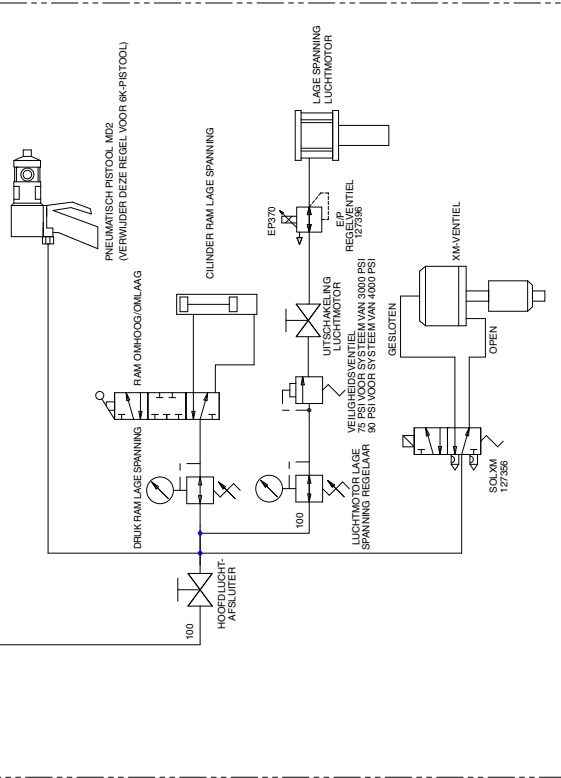 PNEUMATISCH PISTOOL MD2
(VERWIJDER DEZE REGEL VOOR 6K-PISTOOL)
RAM OMHOOG/OMLAAG
CILINDER RAM LAGE SPANNING
DRUK RAM LAGE SPANNING
HOOFDLUCHT-
AFSLUITER
100
100
LUCHTMOTOR LAGE
SPANNING REGELAAR
VEILIGHEIDSVENTIEL
75 PSI VOOR SYSTEEM VAN 3000 PSI
90 PSI VOOR SYSTEEM VAN 4000 PSI
UITSCHAKELING
LUCHTMOTOR
EP370
E/P
REGELVENTIEL
127396
LAGE SPANNING
LUCHTMOTOR
XM-VENTIEL
GESLOTEN
OPEN
SOLXM
127356